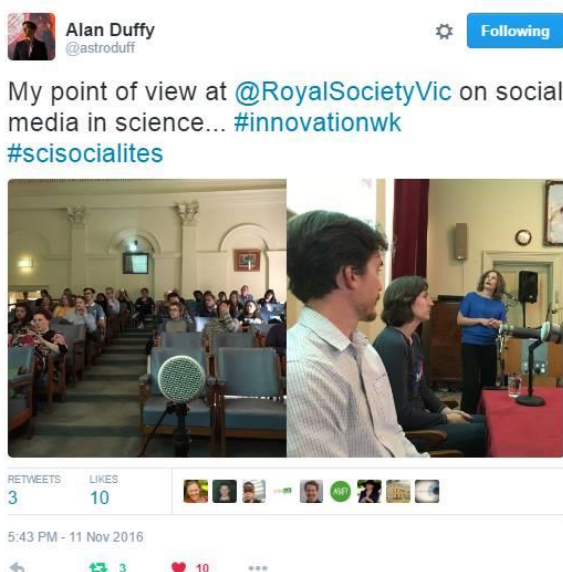 Alan Duffy
@astroduff
Following
My point of view at @RoyalSocietyVic on social
media in science... #innovationwk
#scisocialites
RETWEETS LIKES
3 10
5:43 PM - 11 Nov 2016
3 10